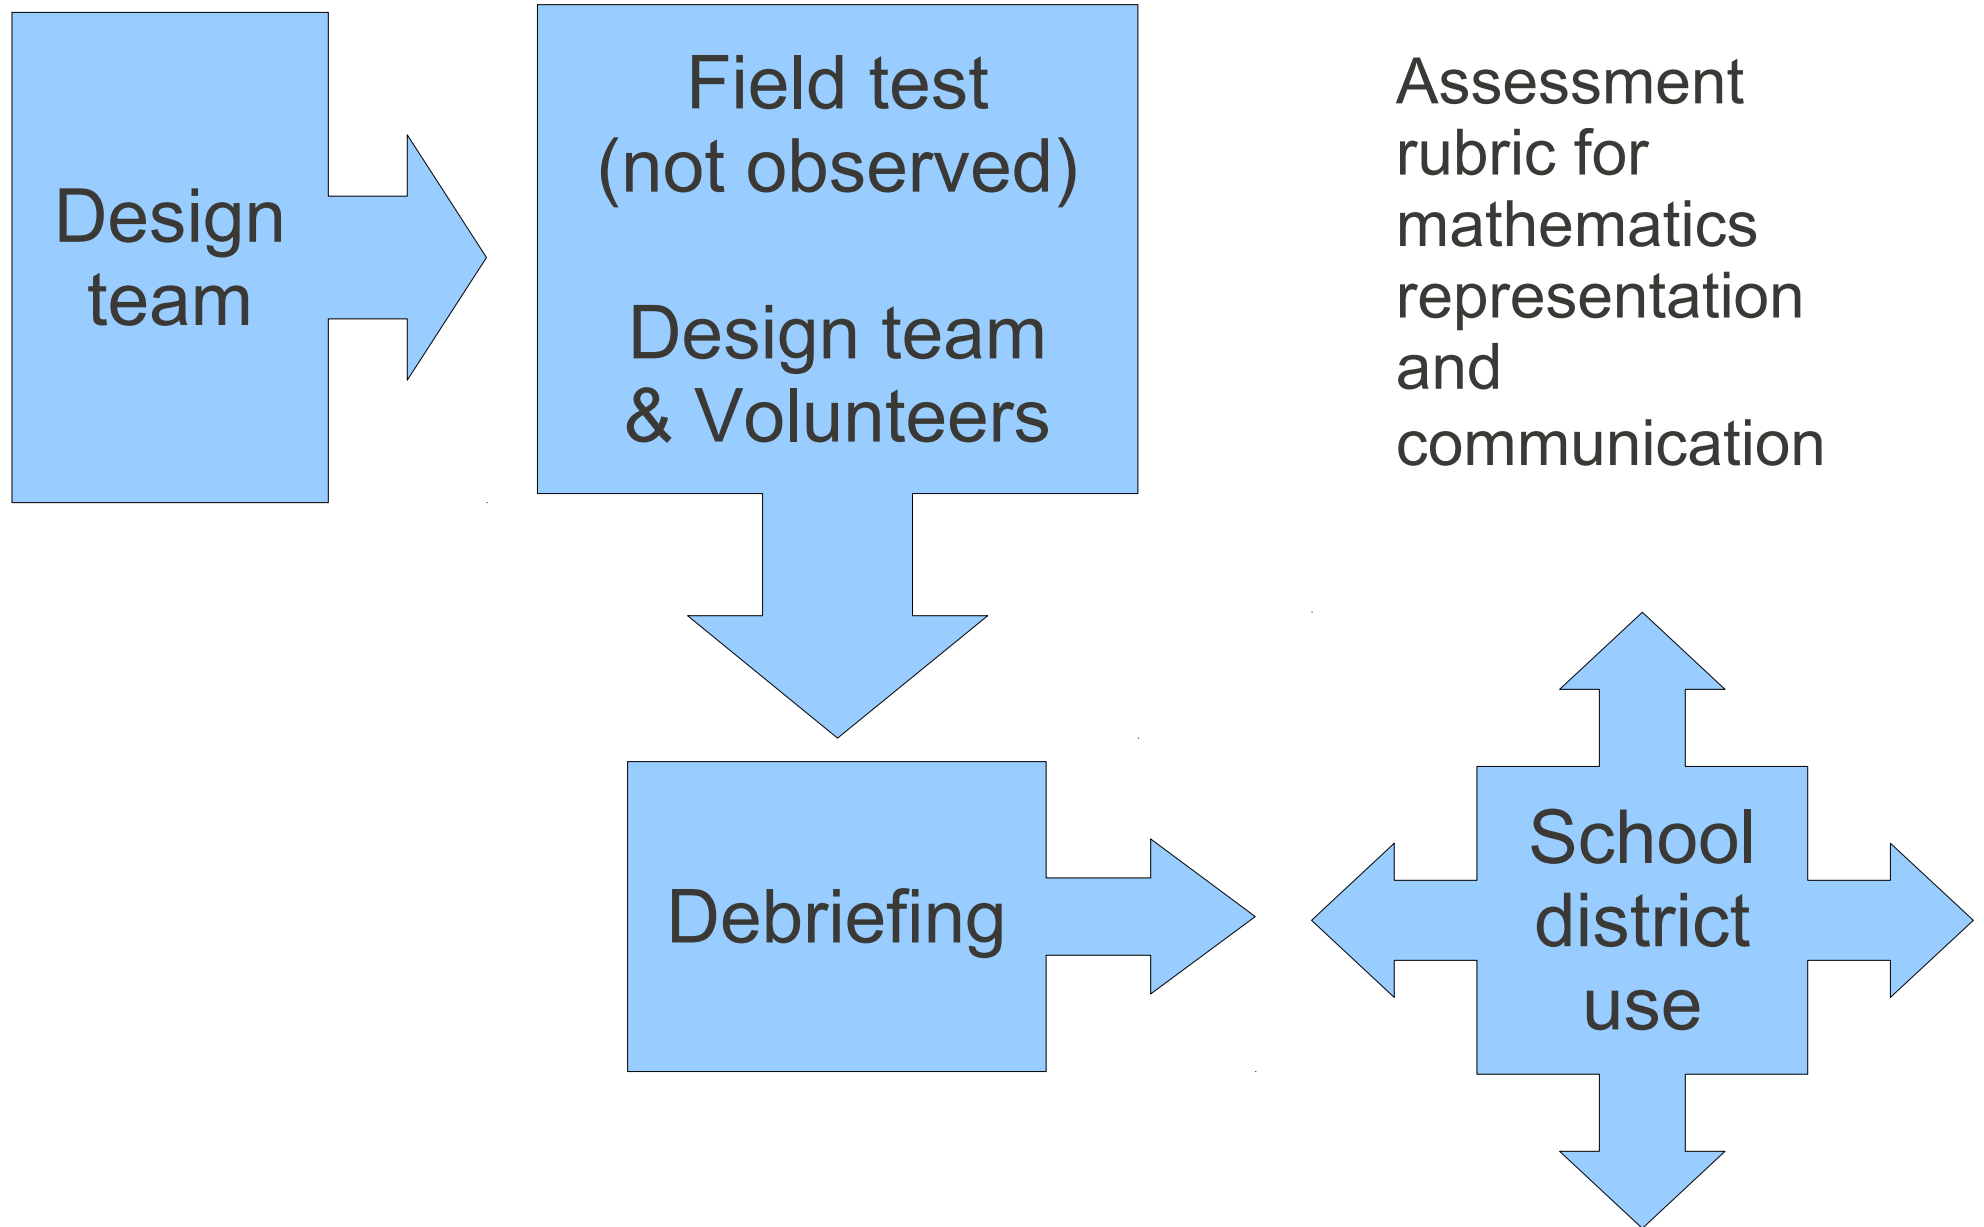 Design
team
Field test
(not observed)
Design team
& Volunteers
Assessment
rubric for
mathematics
representation
and
communication
Debriefing
School
district
use